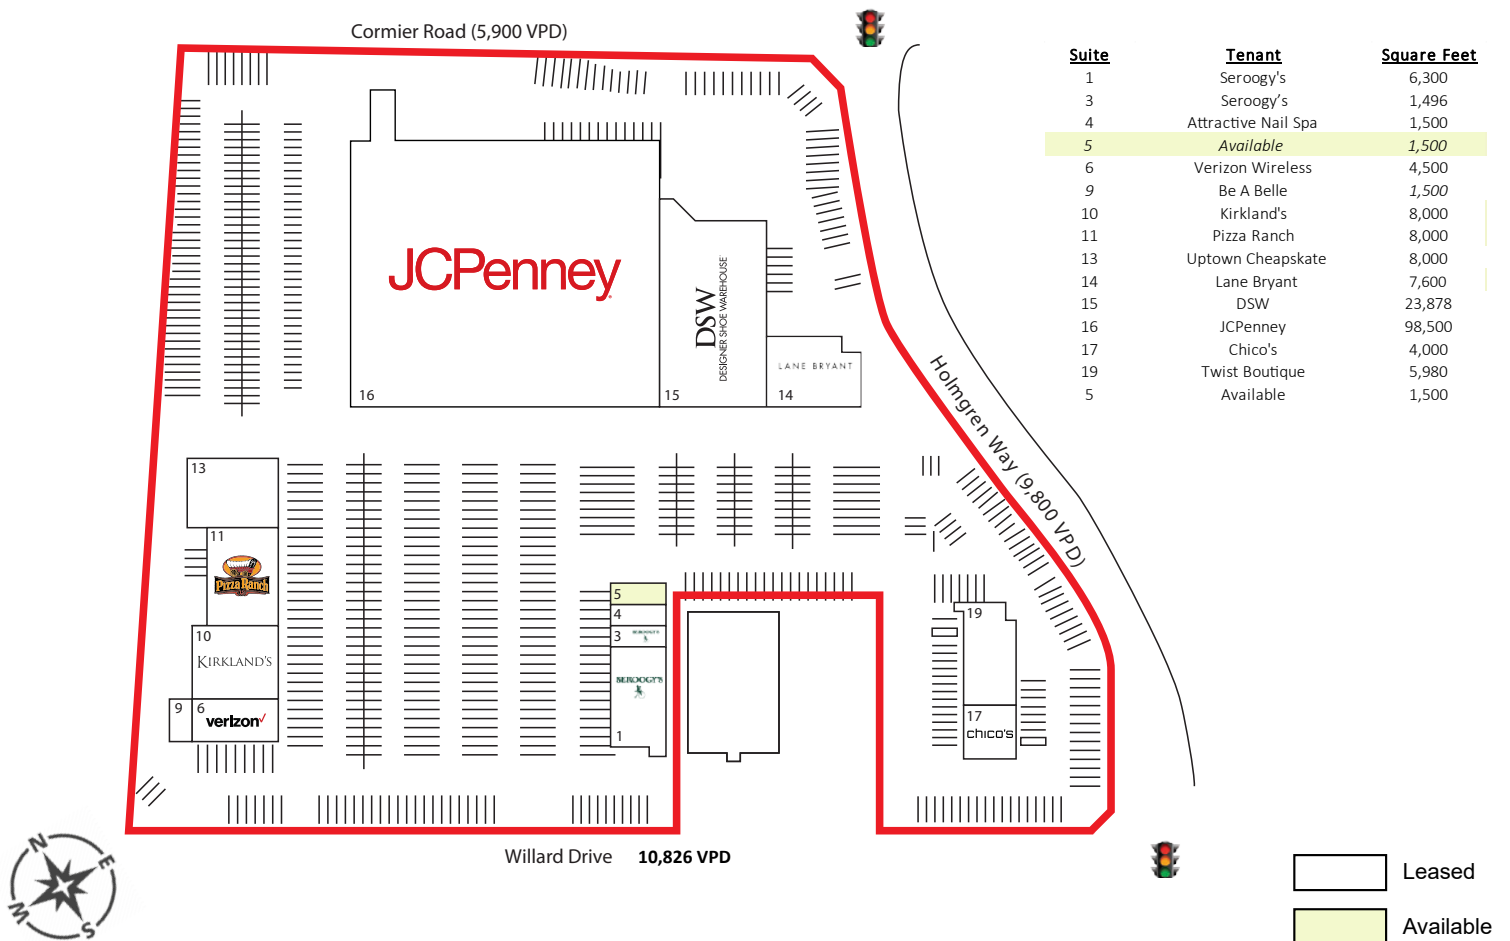 Cormier Road (5,900 VPD)
Suite Tenant Square Feet
1 Seroogy's 6,300
3 Seroogy’s 1,496
4 Attractive Nail Spa 1,500
5 Available 1,500
6 Verizon Wireless 4,500
9 Be A Belle 1,500
10 Kirkland's 8,000
11 Pizza Ranch 8,000
13 Uptown Cheapskate 8,000
14 Lane Bryant 7,600
15 DSW 23,878
16 JCPenney 98,500
17 Chico's 4,000
19 Twist Boutique 5,980
5 Available 1,500
JCPenney
DSW
DESIGNER SHOE WAREHOUSE
LANE BRYANT
16
15
14
Holmgren Way (9,800 VPD)
13
11
Pizza Ranch
10
KIRKLAND'S
9
6
verizon
5
4
3
SEROOGY'S
SEROOGY'S
1
19
17
chico's
Willard Drive 10,826 VPD
N
E
W
S
Leased
Available